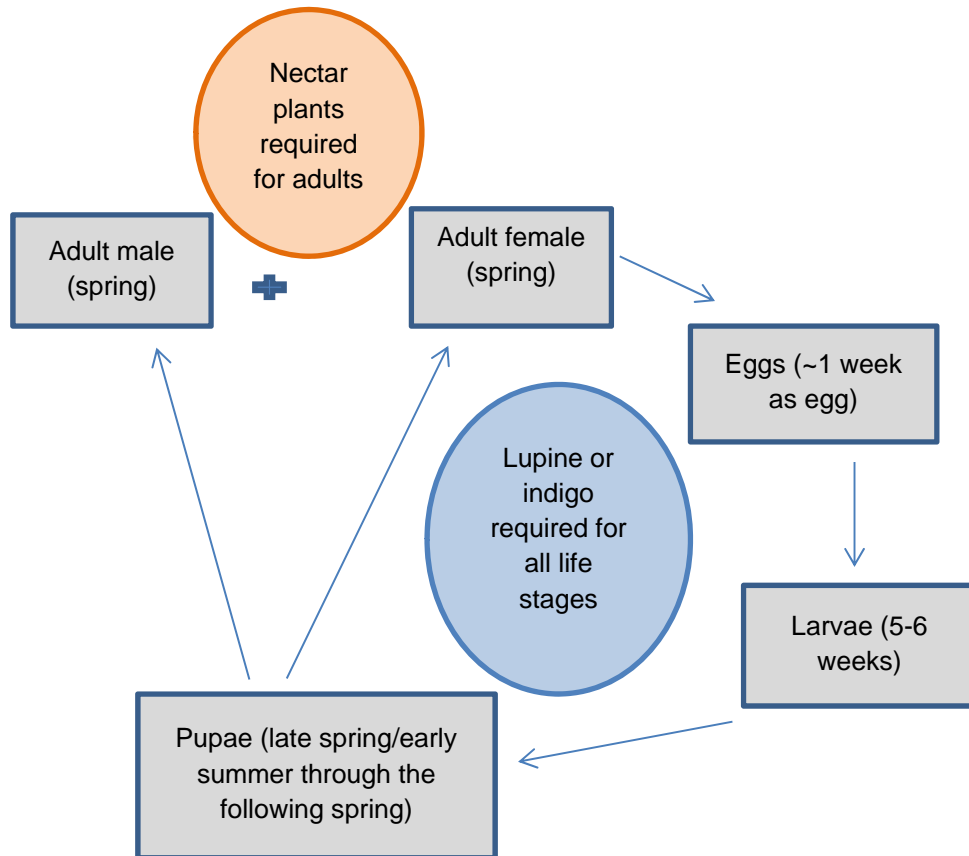 Nectar
plants
required
for adults
Adult male
(spring)
Adult female
(spring)
Eggs (~1 week
as egg)
Lupine or
indigo
required for
all life
stages
Larvae (5-6
weeks)
Pupae (late spring/early
summer through the
following spring)